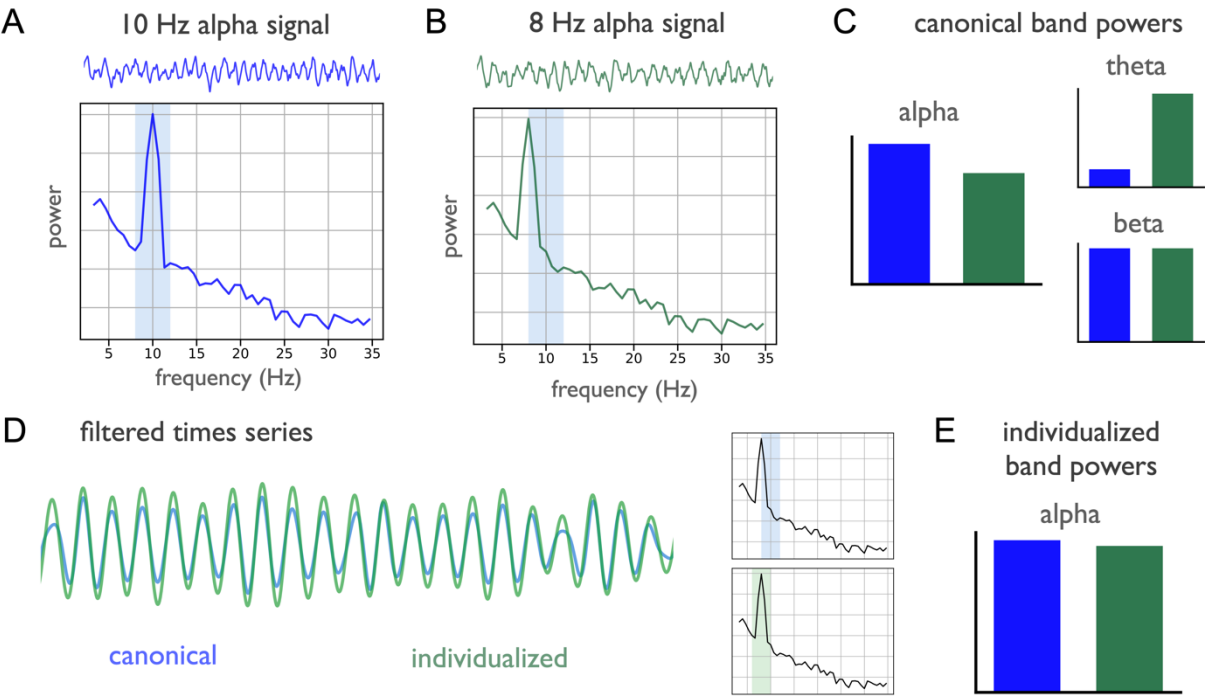 A
10 Hz alpha signal
power
5 10 15 20 25 30 35
frequency (Hz)
B
8 Hz alpha signal
power
5 10 15 20 25 30 35
frequency (Hz)
C
canonical band powers
alpha
theta
beta
D
filtered times series
canonical
individualized
E
individualized
band powers
alpha